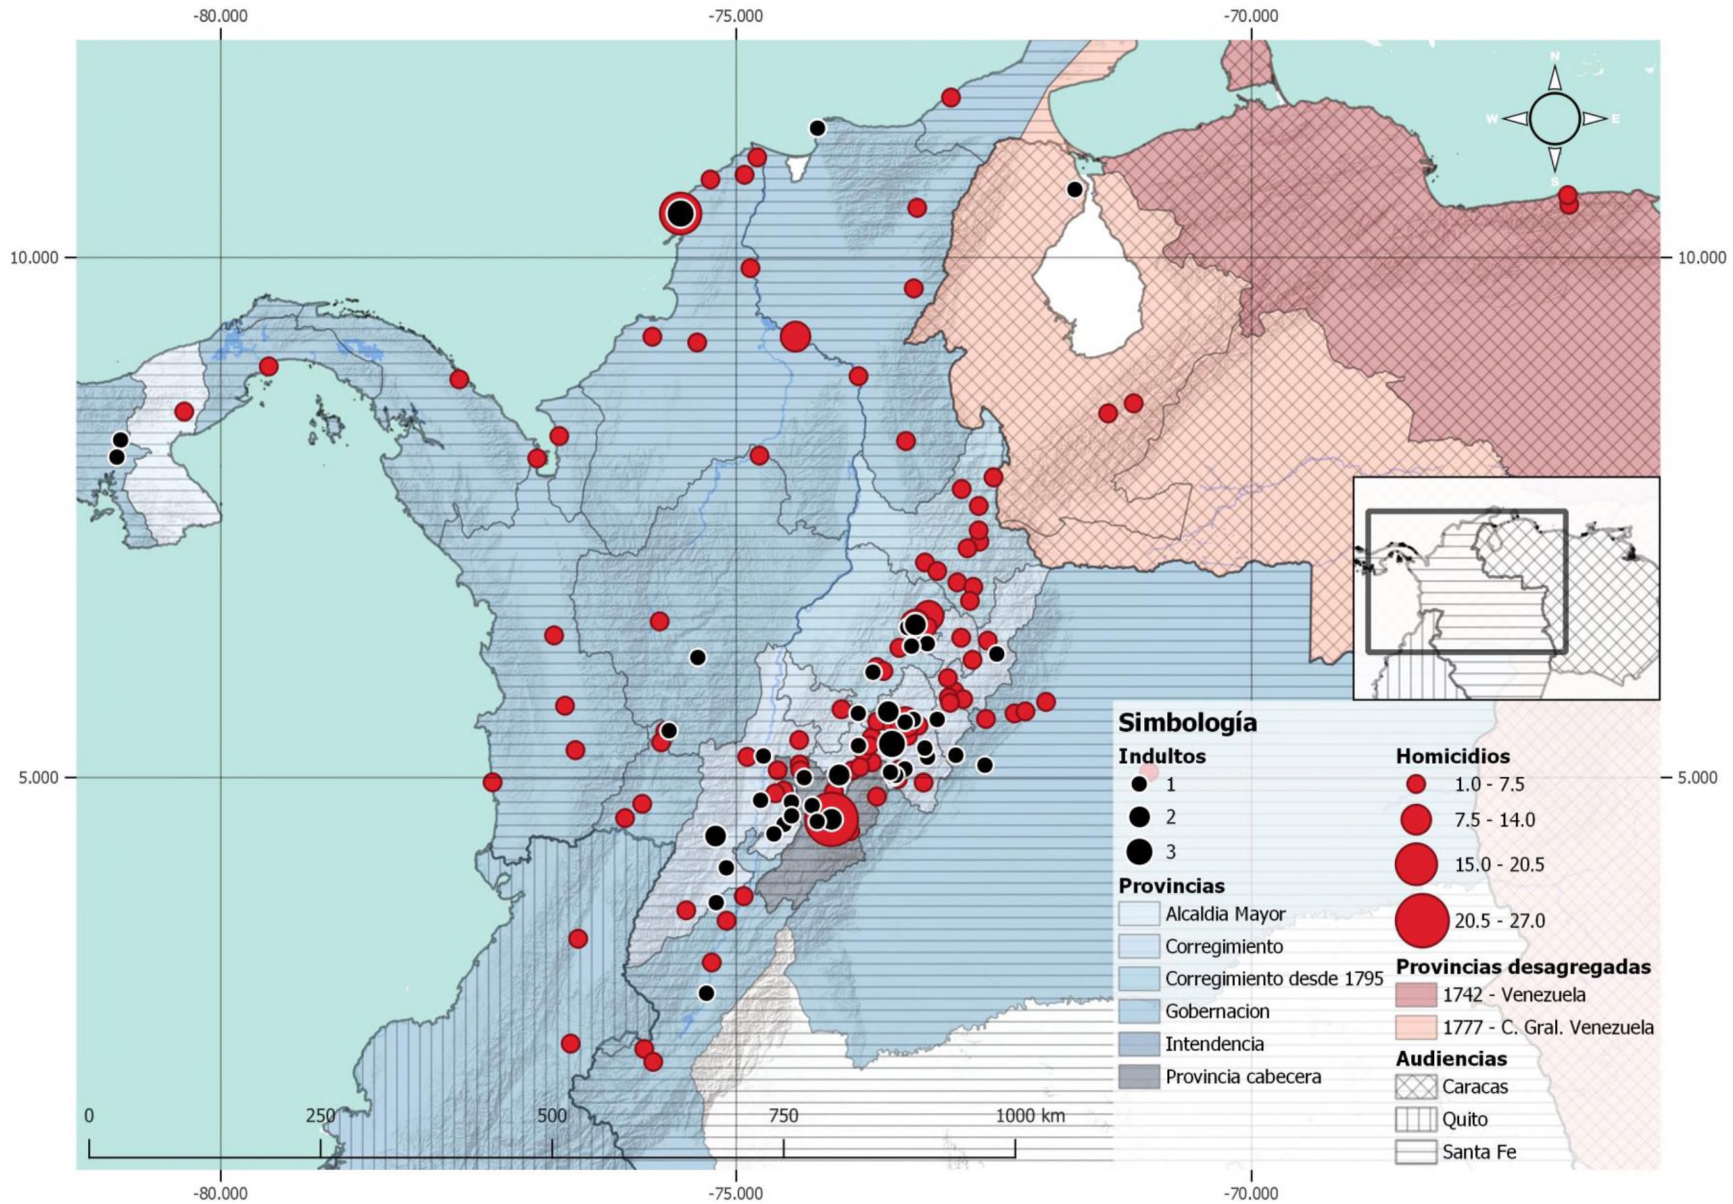 -80.000
-75.000
-70.000
N
W
E
S
10.000
10.000
5.000
5.000
Simbología
Indultos
1
2
3
Provincias
Alcaldia Mayor
Corregimiento
Corregimiento desde 1795
Gobernacion
Intendencia
Provincia cabecera
Homicidios
1.0 - 7.5
7.5 - 14.0
15.0 - 20.5
20.5 - 27.0
Provincias desagregadas
1742 - Venezuela
1777 - C. Gral. Venezuela
Audiencias
Caracas
Quito
Santa Fe
0
250
500
750
1000 km
-80.000
-75.000
-70.000